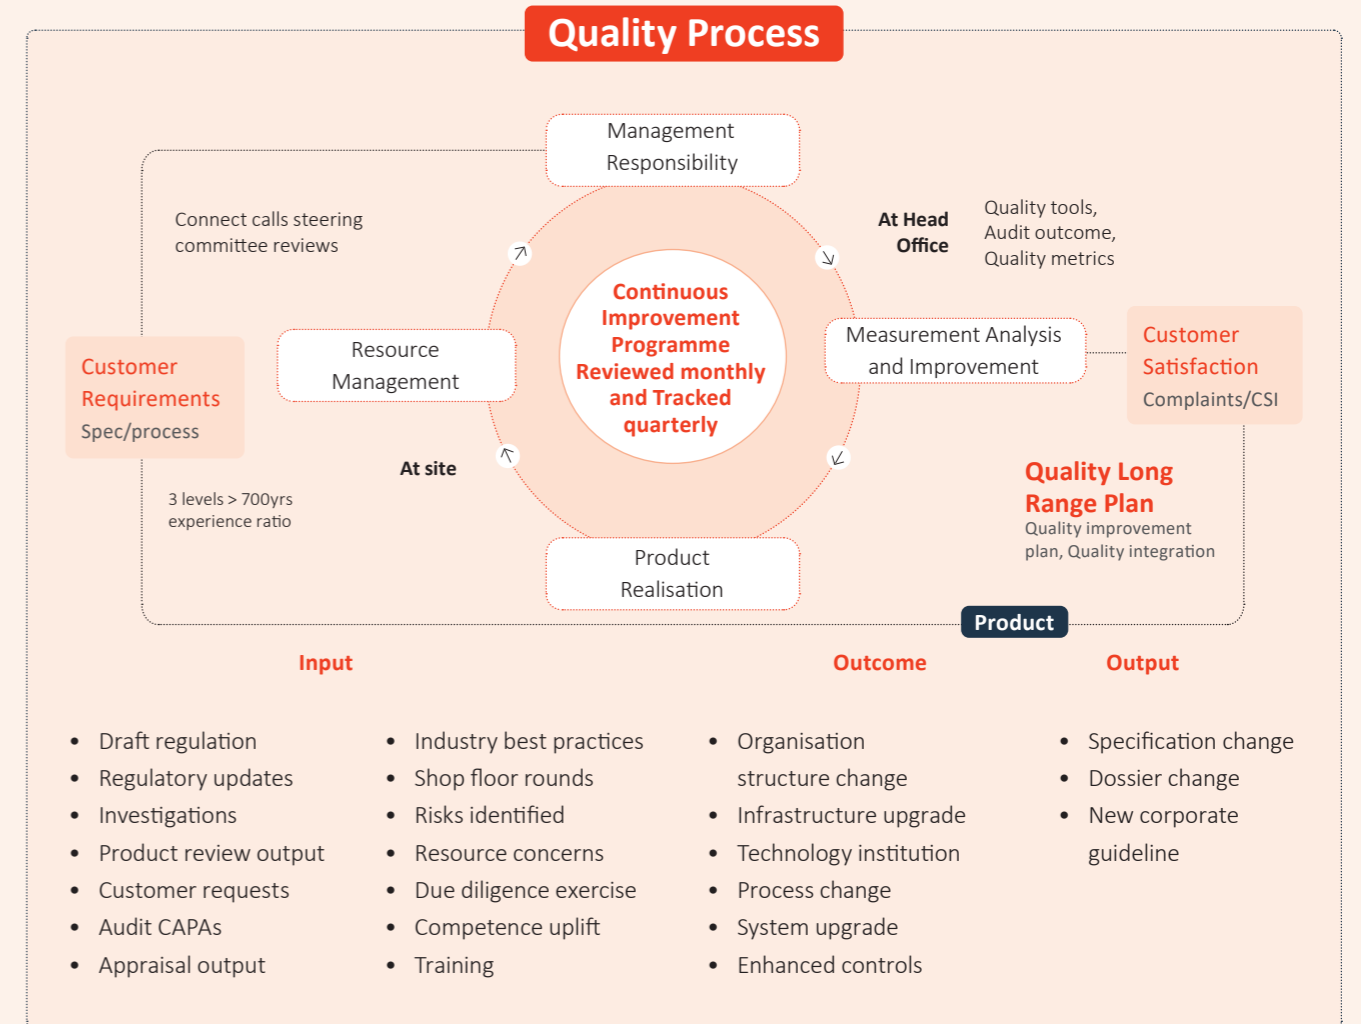 Quality Process
Management
Responsibility
Connect calls steering
committee reviews
At Head
Office
Quality tools,
Audit outcome,
Quality metrics
Continuous
Improvement
Programme
Reviewed monthly
and Tracked
quarterly
Resource
Management
Measurement Analysis
and Improvement
Customer
Satisfaction
Complaints/CSI
Customer
Requirements
Spec/process
At site
3 levels > 700yrs
experience ratio
Quality Long
Range Plan
Quality improvement
plan, Quality integration
Product
Realisation
Product
Input
• Draft regulation
• Regulatory updates
• Investigations
• Product review output
• Customer requests
• Audit CAPAs
• Appraisal output
• Industry best practices
• Shop floor rounds
• Risks identified
• Resource concerns
• Due diligence exercise
• Competence uplift
• Training
Outcome
• Organisation
structure change
• Infrastructure upgrade
• Technology institution
• Process change
• System upgrade
• Enhanced controls
Output
• Specification change
• Dossier change
• New corporate
guideline